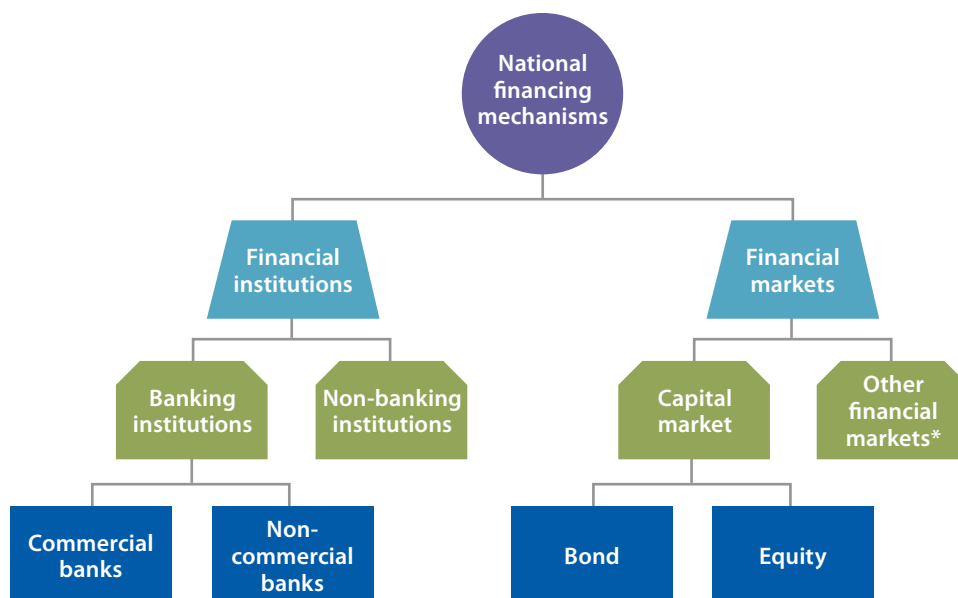 National
financing
mechanisms
Financial
institutions
Financial
markets
Banking
institutions
Non-banking
institutions
Capital
market
Other
financial
markets*
Commercial
banks
Non-
commercial
banks
Bond
Equity